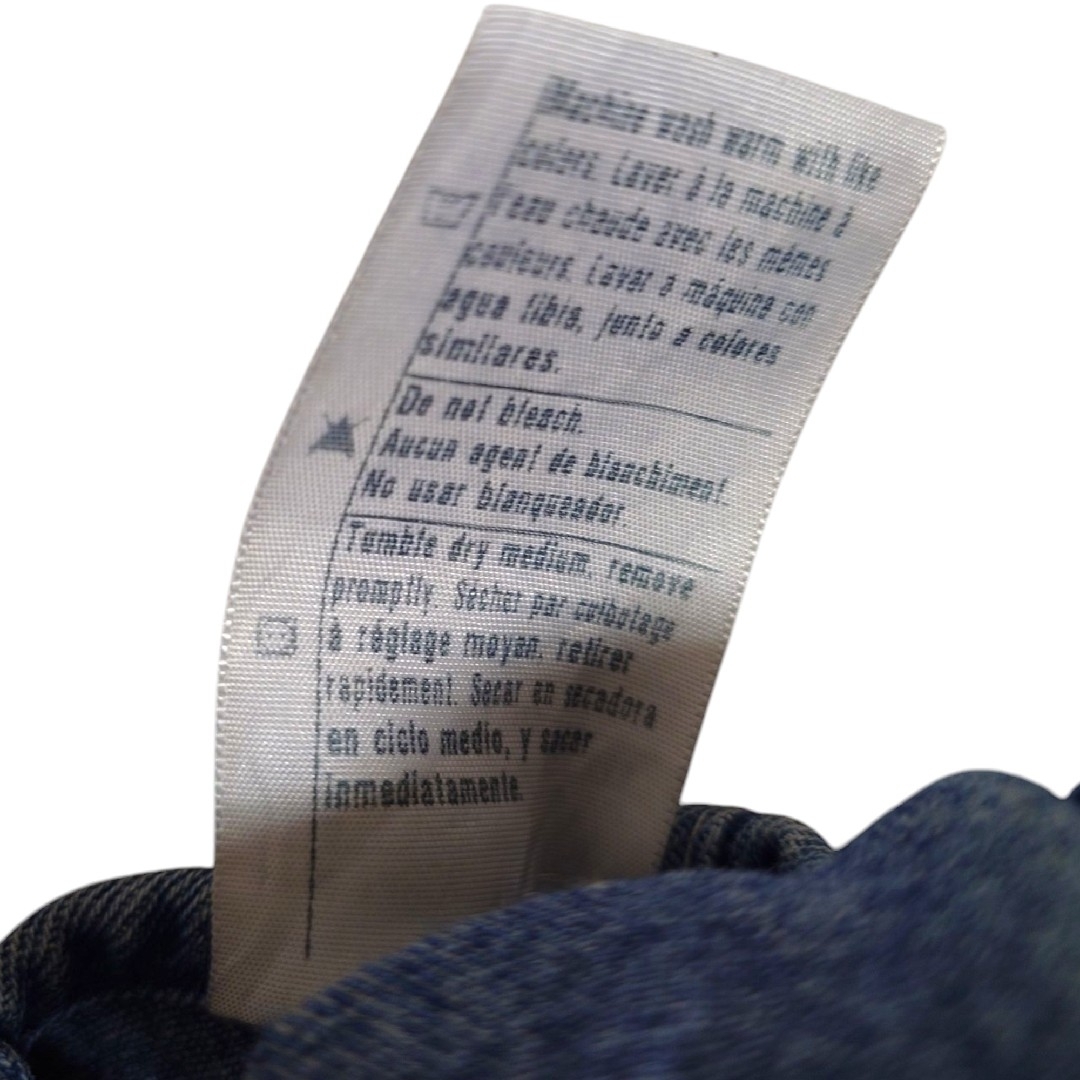 Machine wash warm with like
colors. Laver à la machine à
l'eau chaude avec les mêmes
couleurs. Lavar a máquina con
agua tibia, junto a colores
similares.
Do not bleach.
Aucun agent de blanchiment.
No usar blanqueador.
Tumble dry medium, remove
promptly. Sécher par culbutage
à réglage moyan, retirer
rapidement. Secar en secadora
en ciclo medio, y sacar
inmediatamente.